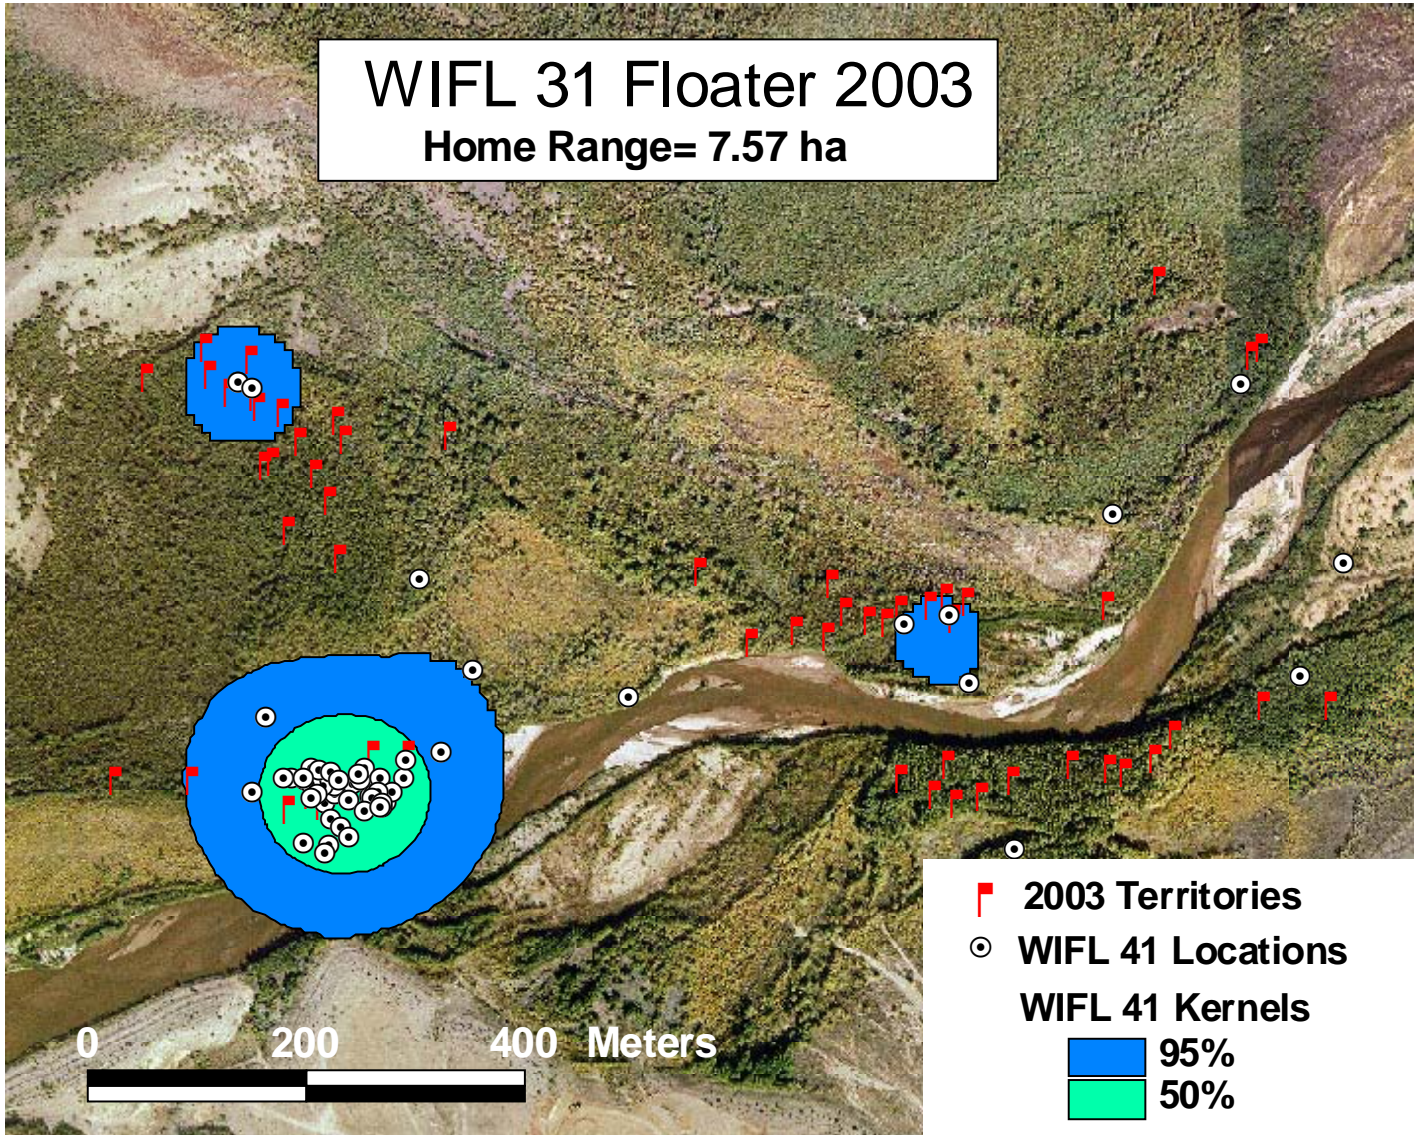 WIFL 31 Floater 2003
Home Range= 7.57 ha
2003 Territories
WIFL 41 Locations
WIFL 41 Kernels
95%
50%
0 200 400 Meters